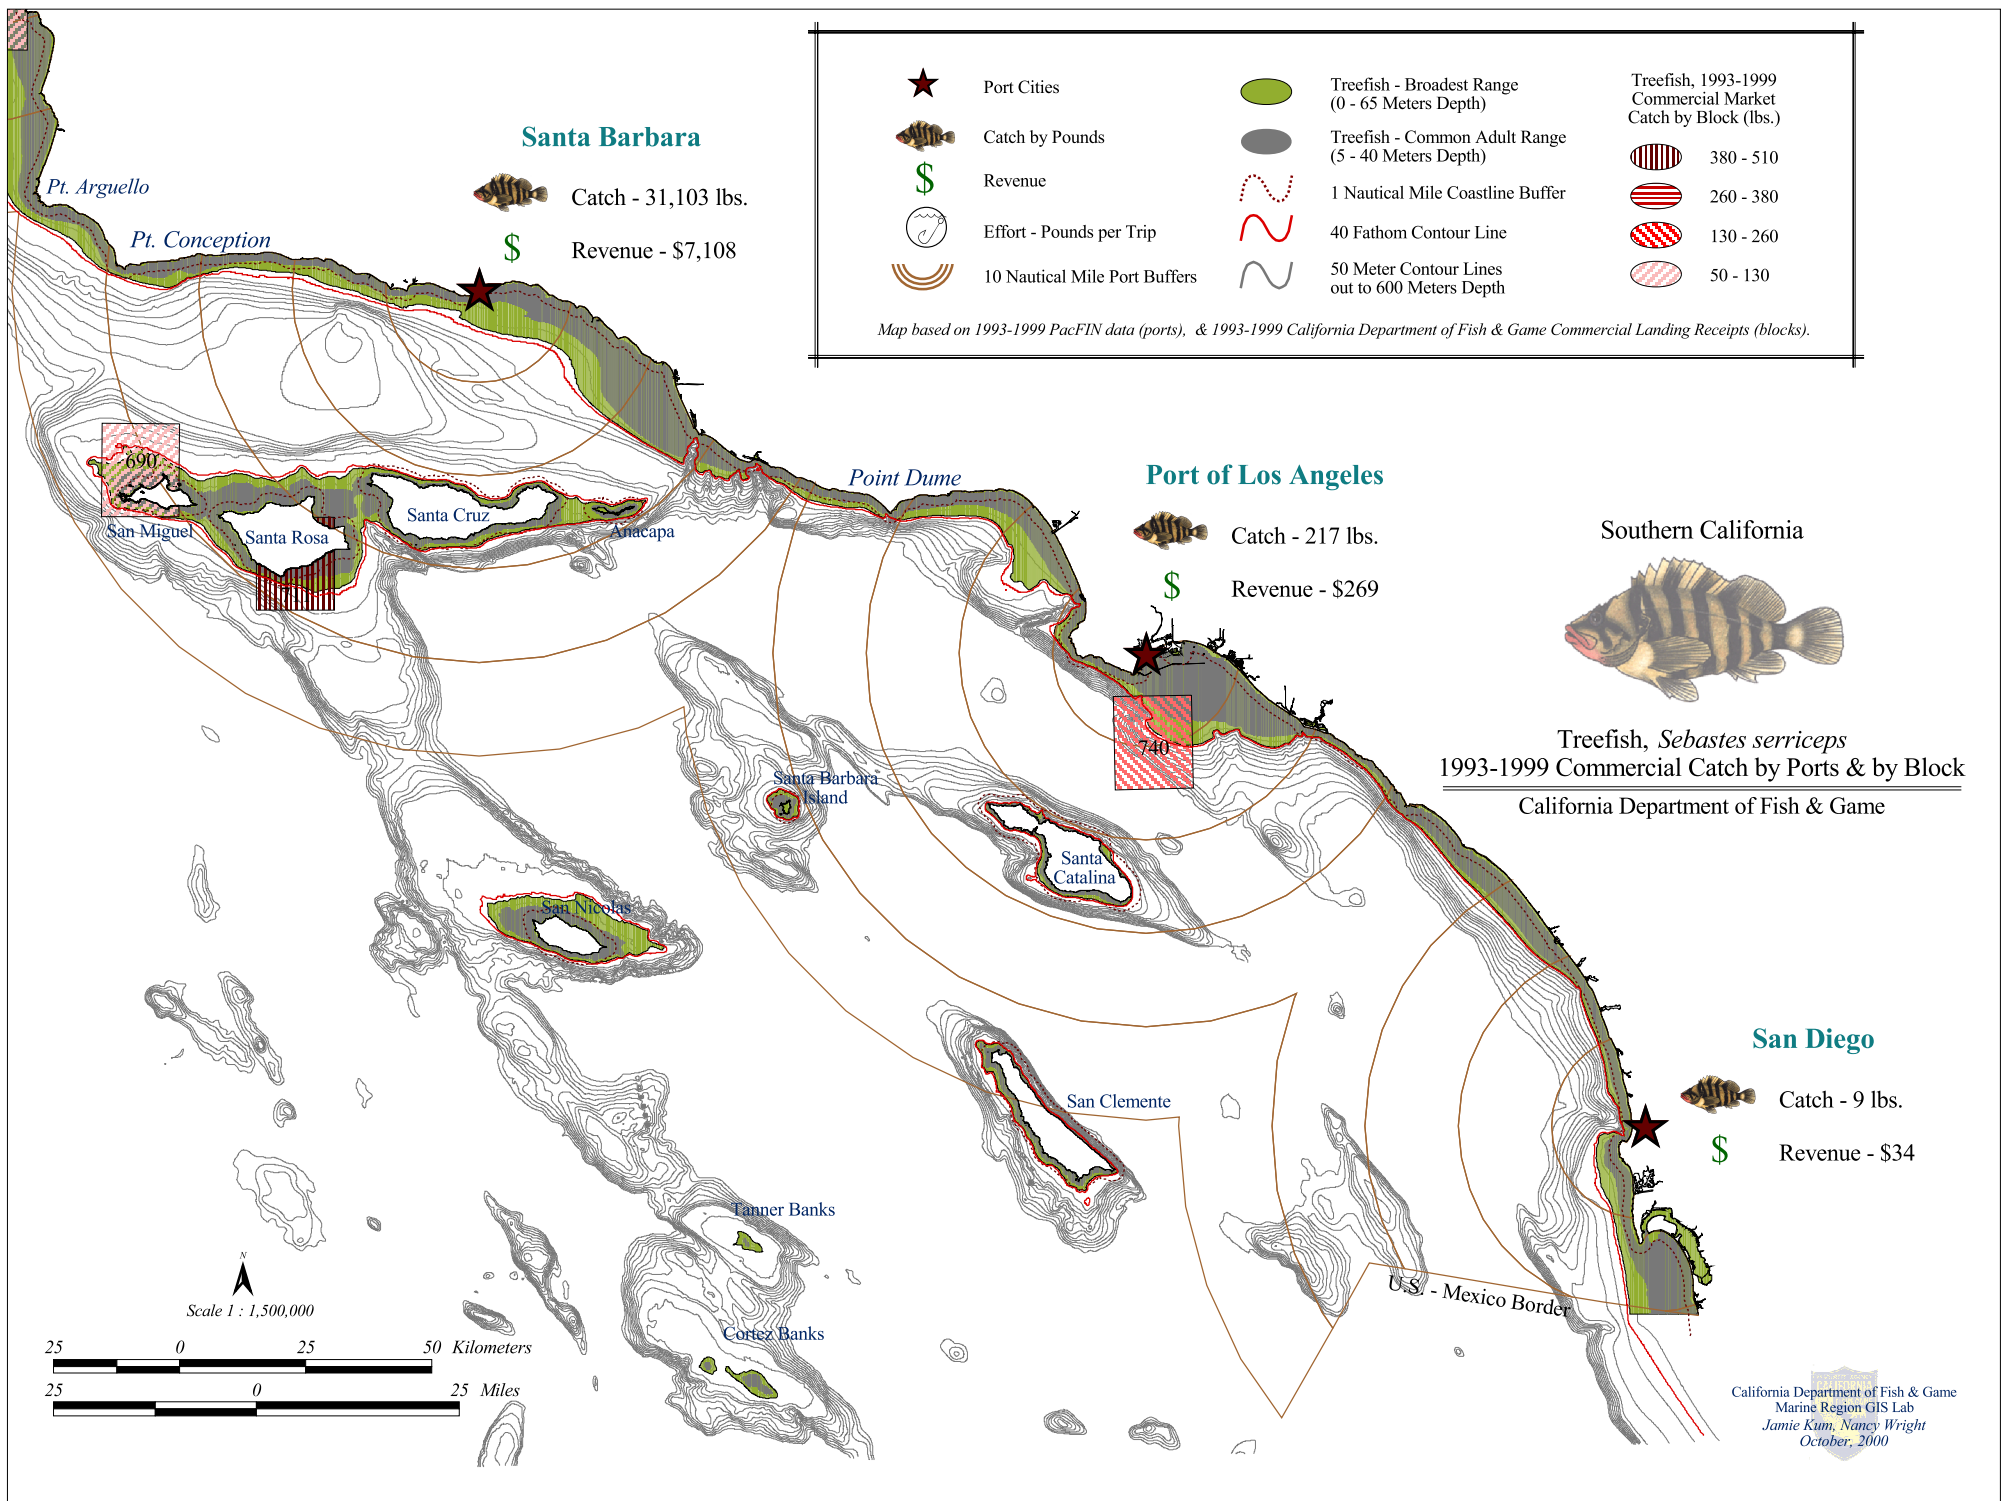 Port Cities
Catch by Pounds
$
Revenue
Effort - Pounds per Trip
10 Nautical Mile Port Buffers
Treefish - Broadest Range
(0 - 65 Meters Depth)
Treefish - Common Adult Range
(5 - 40 Meters Depth)
1 Nautical Mile Coastline Buffer
40 Fathom Contour Line
50 Meter Contour Lines
out to 600 Meters Depth
Treefish, 1993-1999
Commercial Market
Catch by Block (lbs.)
380 - 510
260 - 380
130 - 260
50 - 130
Map based on 1993-1999 PacFIN data (ports), & 1993-1999 California Department of Fish & Game Commercial Landing Receipts (blocks).
Santa Barbara
Catch - 31,103 lbs.
$
Revenue - $7,108
Pt. Arguello
Pt. Conception
690
San Miguel
Santa Rosa
Santa Cruz
Anacapa
Point Dume
Port of Los Angeles
Catch - 217 lbs.
$
Revenue - $269
Southern California
Treefish, Sebastes serriceps
1993-1999 Commercial Catch by Ports & by Block
California Department of Fish & Game
740
Santa Barbara
Island
Santa
Catalina
San Nicolas
San Clemente
San Diego
Catch - 9 lbs.
$
Revenue - $34
Tanner Banks
Cortez Banks
U.S. - Mexico Border
N
Scale 1 : 1,500,000
25 0 25 50 Kilometers
25 0 25 Miles
California Department of Fish & Game
Marine Region GIS Lab
Jamie Kum, Nancy Wright
October, 2000